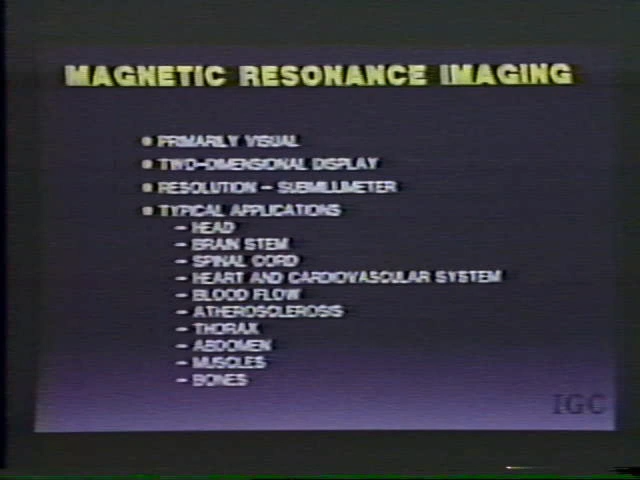 MAGNETIC RESONANCE IMAGING
• PRIMARILY VISUAL
• TWO-DIMENSIONAL DISPLAY
• RESOLUTION - SUBMILLIMETER
• TYPICAL APPLICATIONS
- HEAD
- BRAIN STEM
- SPINAL CORD
- HEART AND CARDIOVASCULAR SYSTEM
- BLOOD FLOW
- ATHEROSCLEROSIS
- THORAX
- ABDOMEN
- MUSCLES
- BONES
IGC